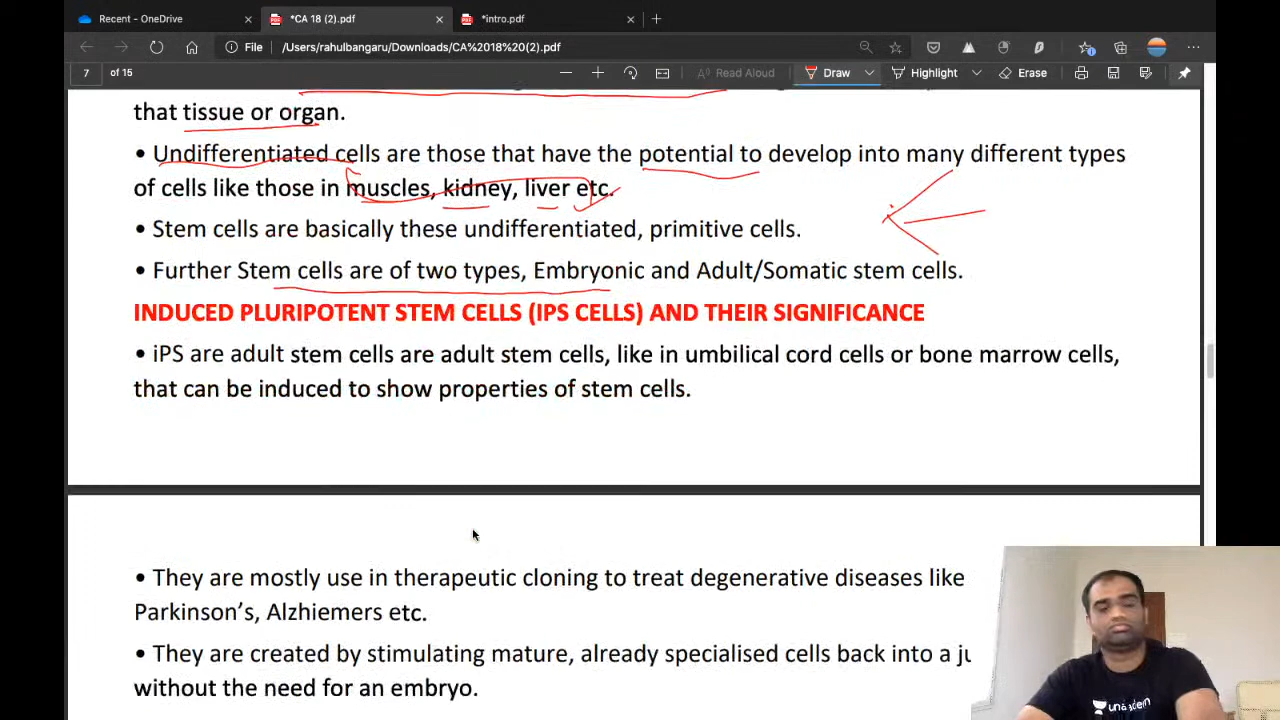 Recent - OneDrive
*CA 18 (2).pdf
*intro.pdf
File
/Users/rahulbangaru/Downloads/CA%2018%20(2).pdf
7 of 15
Read Aloud
Draw
Highlight
Erase
that tissue or organ.
• Undifferentiated cells are those that have the potential to develop into many different types
of cells like those in muscles, kidney, liver etc.
• Stem cells are basically these undifferentiated, primitive cells.
• Further Stem cells are of two types, Embryonic and Adult/Somatic stem cells.
INDUCED PLURIPOTENT STEM CELLS (IPS CELLS) AND THEIR SIGNIFICANCE
• iPS are adult stem cells are adult stem cells, like in umbilical cord cells or bone marrow cells,
that can be induced to show properties of stem cells.
• They are mostly use in therapeutic cloning to treat degenerative diseases like
Parkinson’s, Alzhiemers etc.
• They are created by stimulating mature, already specialised cells back into a
without the need for an embryo.